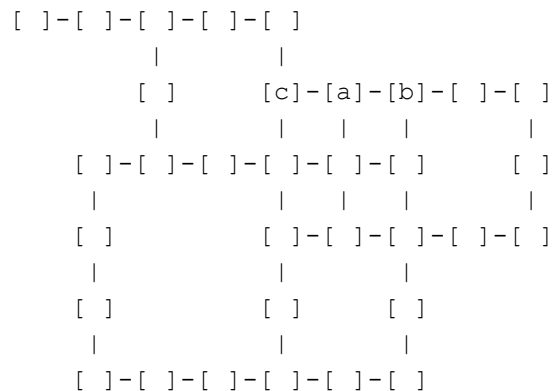 [ ]-[ ]-[ ]-[ ]-[ ]
         |       |
        [ ]     [c]-[a]-[b]-[ ]-[ ]
         |       |   |   |       |
    [ ]-[ ]-[ ]-[ ]-[ ]-[ ]     [ ]
     |           |   |   |       |
    [ ]         [ ]-[ ]-[ ]-[ ]-[ ]
     |           |       |
    [ ]         [ ]     [ ]
     |           |       |
    [ ]-[ ]-[ ]-[ ]-[ ]-[ ]